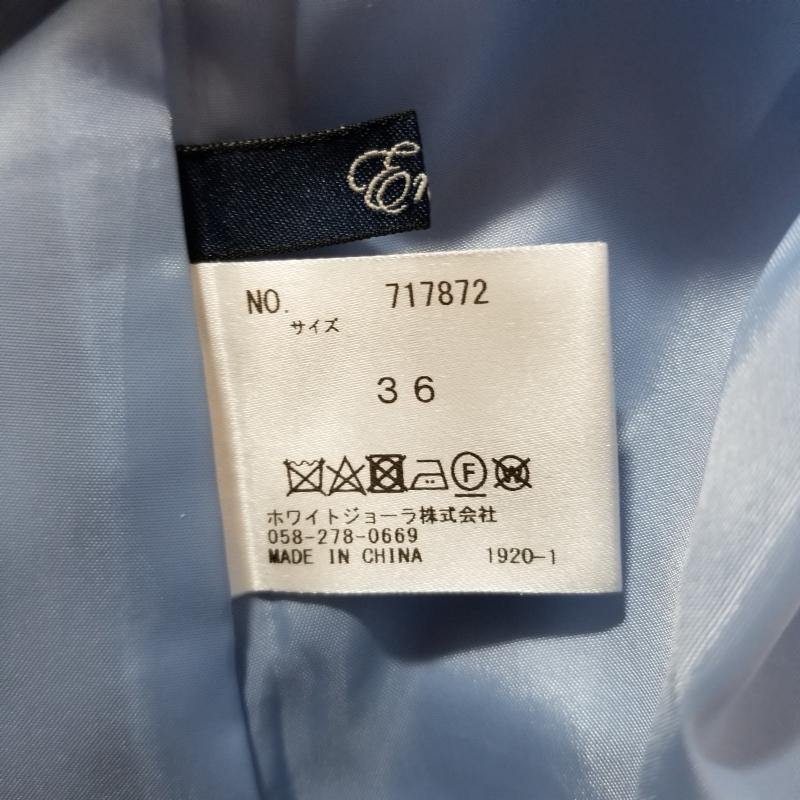 NO. 717872
サイズ
36
F W
ホワイトジョーラ株式会社
058-278-0669
MADE IN CHINA 1920-1